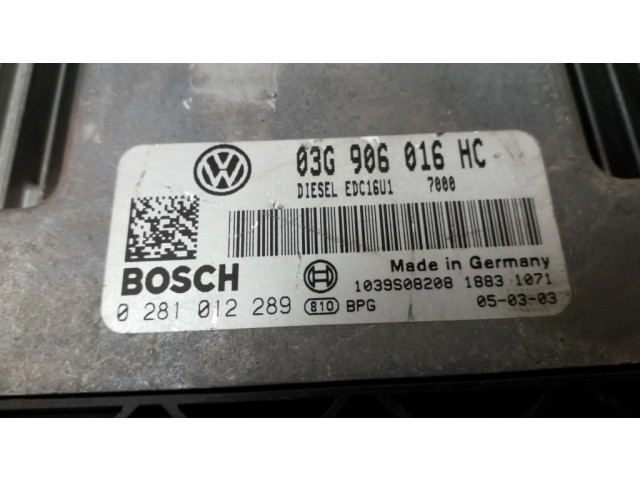 03G 906 016 HC
DIESEL EDC16U1 7000
BOSCH
Made in Germany
1039S08208 1883 1071
0 281 012 289 810 BPG 05-03-03